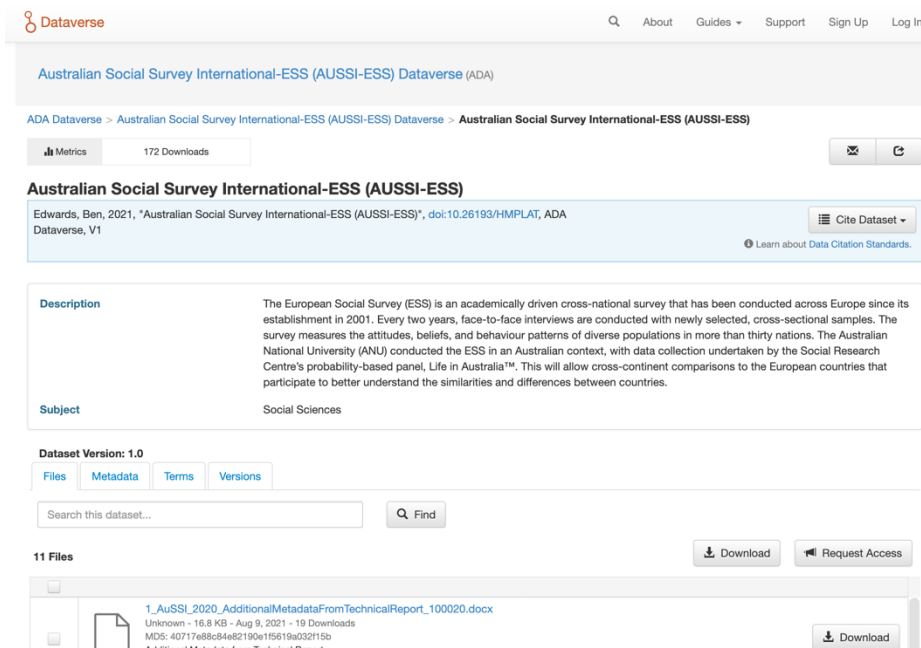 Dataverse
About Guides Support Sign Up Log In
Australian Social Survey International-ESS (AUSSI-ESS) Dataverse (ADA)
ADA Dataverse > Australian Social Survey International-ESS (AUSSI-ESS) Dataverse > Australian Social Survey International-ESS (AUSSI-ESS)
Metrics 172 Downloads
Australian Social Survey International-ESS (AUSSI-ESS)
Edwards, Ben, 2021, "Australian Social Survey International-ESS (AUSSI-ESS)", doi:10.26193/HMPLAT, ADA
Dataverse, V1
Cite Dataset
Learn about Data Citation Standards.
Description
The European Social Survey (ESS) is an academically driven cross-national survey that has been conducted across Europe since its
establishment in 2001. Every two years, face-to-face interviews are conducted with newly selected, cross-sectional samples. The
survey measures the attitudes, beliefs, and behaviour patterns of diverse populations in more than thirty nations. The Australian
National University (ANU) conducted the ESS in an Australian context, with data collection undertaken by the Social Research
Centre's probability-based panel, Life in Australia™. This will allow cross-continent comparisons to the European countries that
participate to better understand the similarities and differences between countries.
Subject Social Sciences
Dataset Version: 1.0
Files Metadata Terms Versions
Search this dataset... Find
11 Files Download Request Access
1_AuSSI_2020_AdditionalMetadataFromTechnicalReport_100020.docx
Unknown - 16.8 KB - Aug 9, 2021 - 19 Downloads
MD5: 40717e88c84e82190e1f5619a032f15b
Additional Metadata from Technical Report
Download